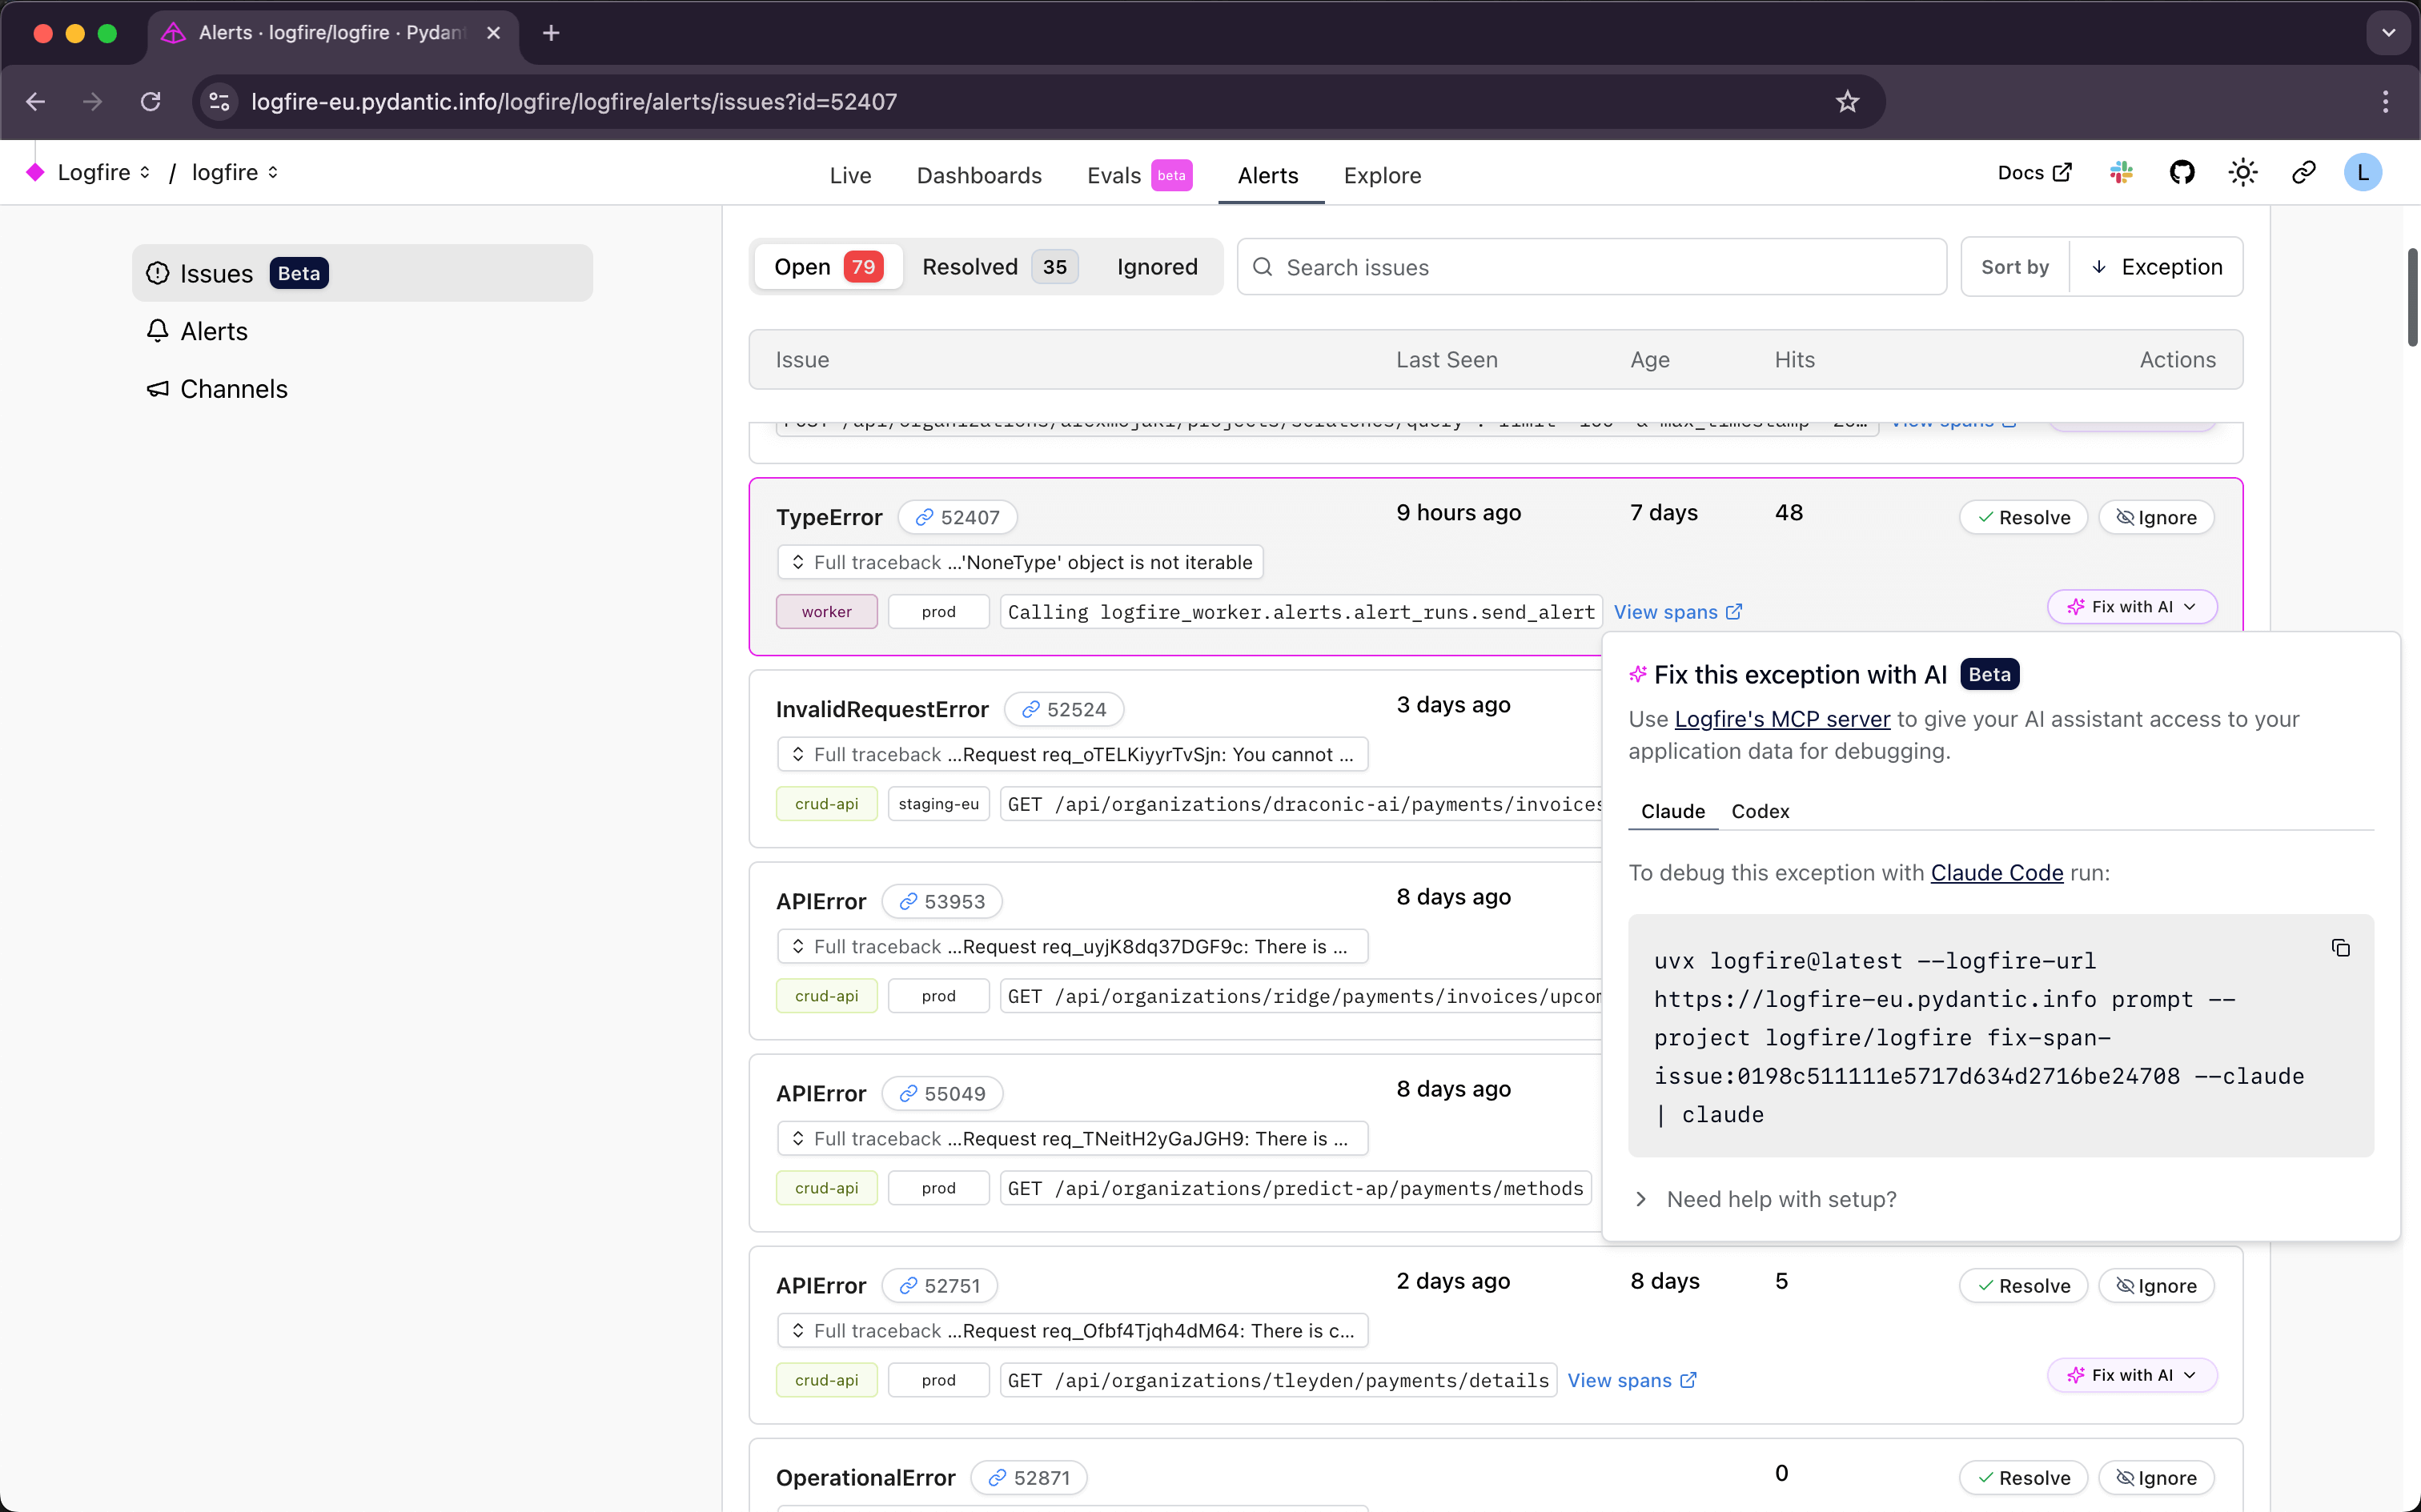 Alerts · logfire/logfire · Pydant
logfire-eu.pydantic.info/logfire/logfire/alerts/issues?id=52407
Logfire / logfire
Live Dashboards Evals beta Alerts Explore
Docs L
Issues Beta
Alerts
Channels
Open 79 Resolved 35 Ignored
Search issues
Sort by Exception
Issue Last Seen Age Hits Actions
POST /api/organizations/alexmojaki/projects/scratches/query
View spans
TypeError 52407 9 hours ago 7 days 48 Resolve Ignore
Full traceback ...'NoneType' object is not iterable
worker prod Calling logfire_worker.alerts.alert_runs.send_alert View spans Fix with AI
InvalidRequestError 52524 3 days ago
Full traceback ...Request req_oTELKiyyrTvSjn: You cannot ...
crud-api staging-eu GET /api/organizations/draconic-ai/payments/invoices
APIError 53953 8 days ago
Full traceback ...Request req_uyjK8dq37DGF9c: There is ...
crud-api prod GET /api/organizations/ridge/payments/invoices/upcom
APIError 55049 8 days ago
Full traceback ...Request req_TNeitH2yGaJGH9: There is ...
crud-api prod GET /api/organizations/predict-ap/payments/methods
APIError 52751 2 days ago 8 days 5 Resolve Ignore
Full traceback ...Request req_Ofbf4Tjqh4dM64: There is c...
crud-api prod GET /api/organizations/tleyden/payments/details View spans Fix with AI
OperationalError 52871 0 Resolve Ignore
Fix this exception with AI Beta
Use Logfire's MCP server to give your AI assistant access to your
application data for debugging.
Claude Codex
To debug this exception with Claude Code run:
uvx logfire@latest --logfire-url
https://logfire-eu.pydantic.info prompt --
project logfire/logfire fix-span-
issue:0198c511111e5717d634d2716be24708 --claude
| claude
Need help with setup?